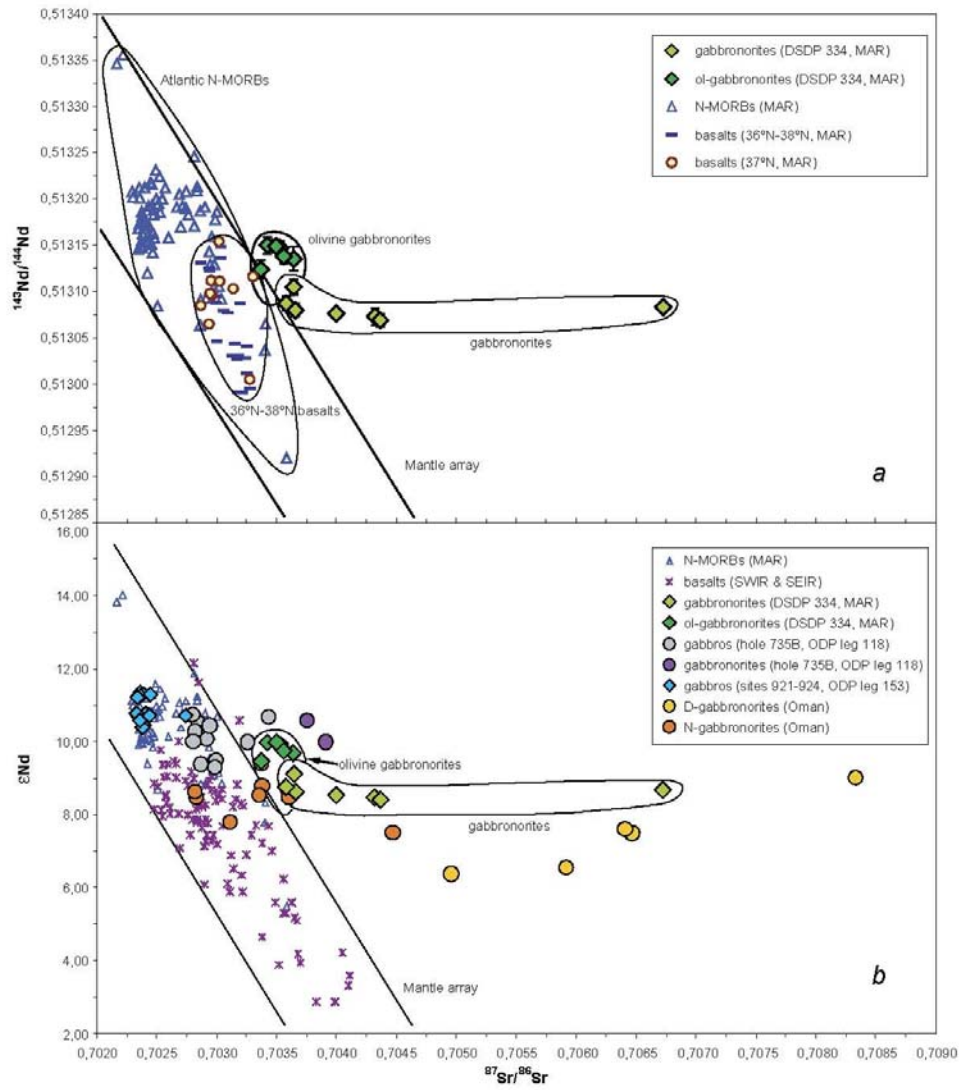 0,51340
0,51335
0,51330
0,51325
0,51320
0,51315
0,51310
0,51305
0,51300
0,51295
0,51290
0,51285
143Nd/144Nd
Atlantic N-MORBs
gabbronorites (DSDP 334, MAR)
ol-gabbronorites (DSDP 334, MAR)
N-MORBs (MAR)
basalts (36ºN-38ºN, MAR)
basalts (37ºN, MAR)
olivine gabbronorites
gabbronorites
36ºN-38ºN basalts
Mantle array
a
16,00
14,00
12,00
10,00
8,00
6,00
4,00
2,00
εNd
N-MORBs (MAR)
basalts (SWIR & SEIR)
gabbronorites (DSDP 334, MAR)
ol-gabbronorites (DSDP 334, MAR)
gabbros (hole 735B, ODP leg 118)
gabbronorites (hole 735B, ODP leg 118)
gabbros (sites 921-924, ODP leg 153)
D-gabbronorites (Oman)
N-gabbronorites (Oman)
olivine gabbronorites
gabbronorites
Mantle array
b
0,7020 0,7025 0,7030 0,7035 0,7040 0,7045 0,7050 0,7055 0,7060 0,7065 0,7070 0,7075 0,7080 0,7085 0,7090
87Sr/86Sr